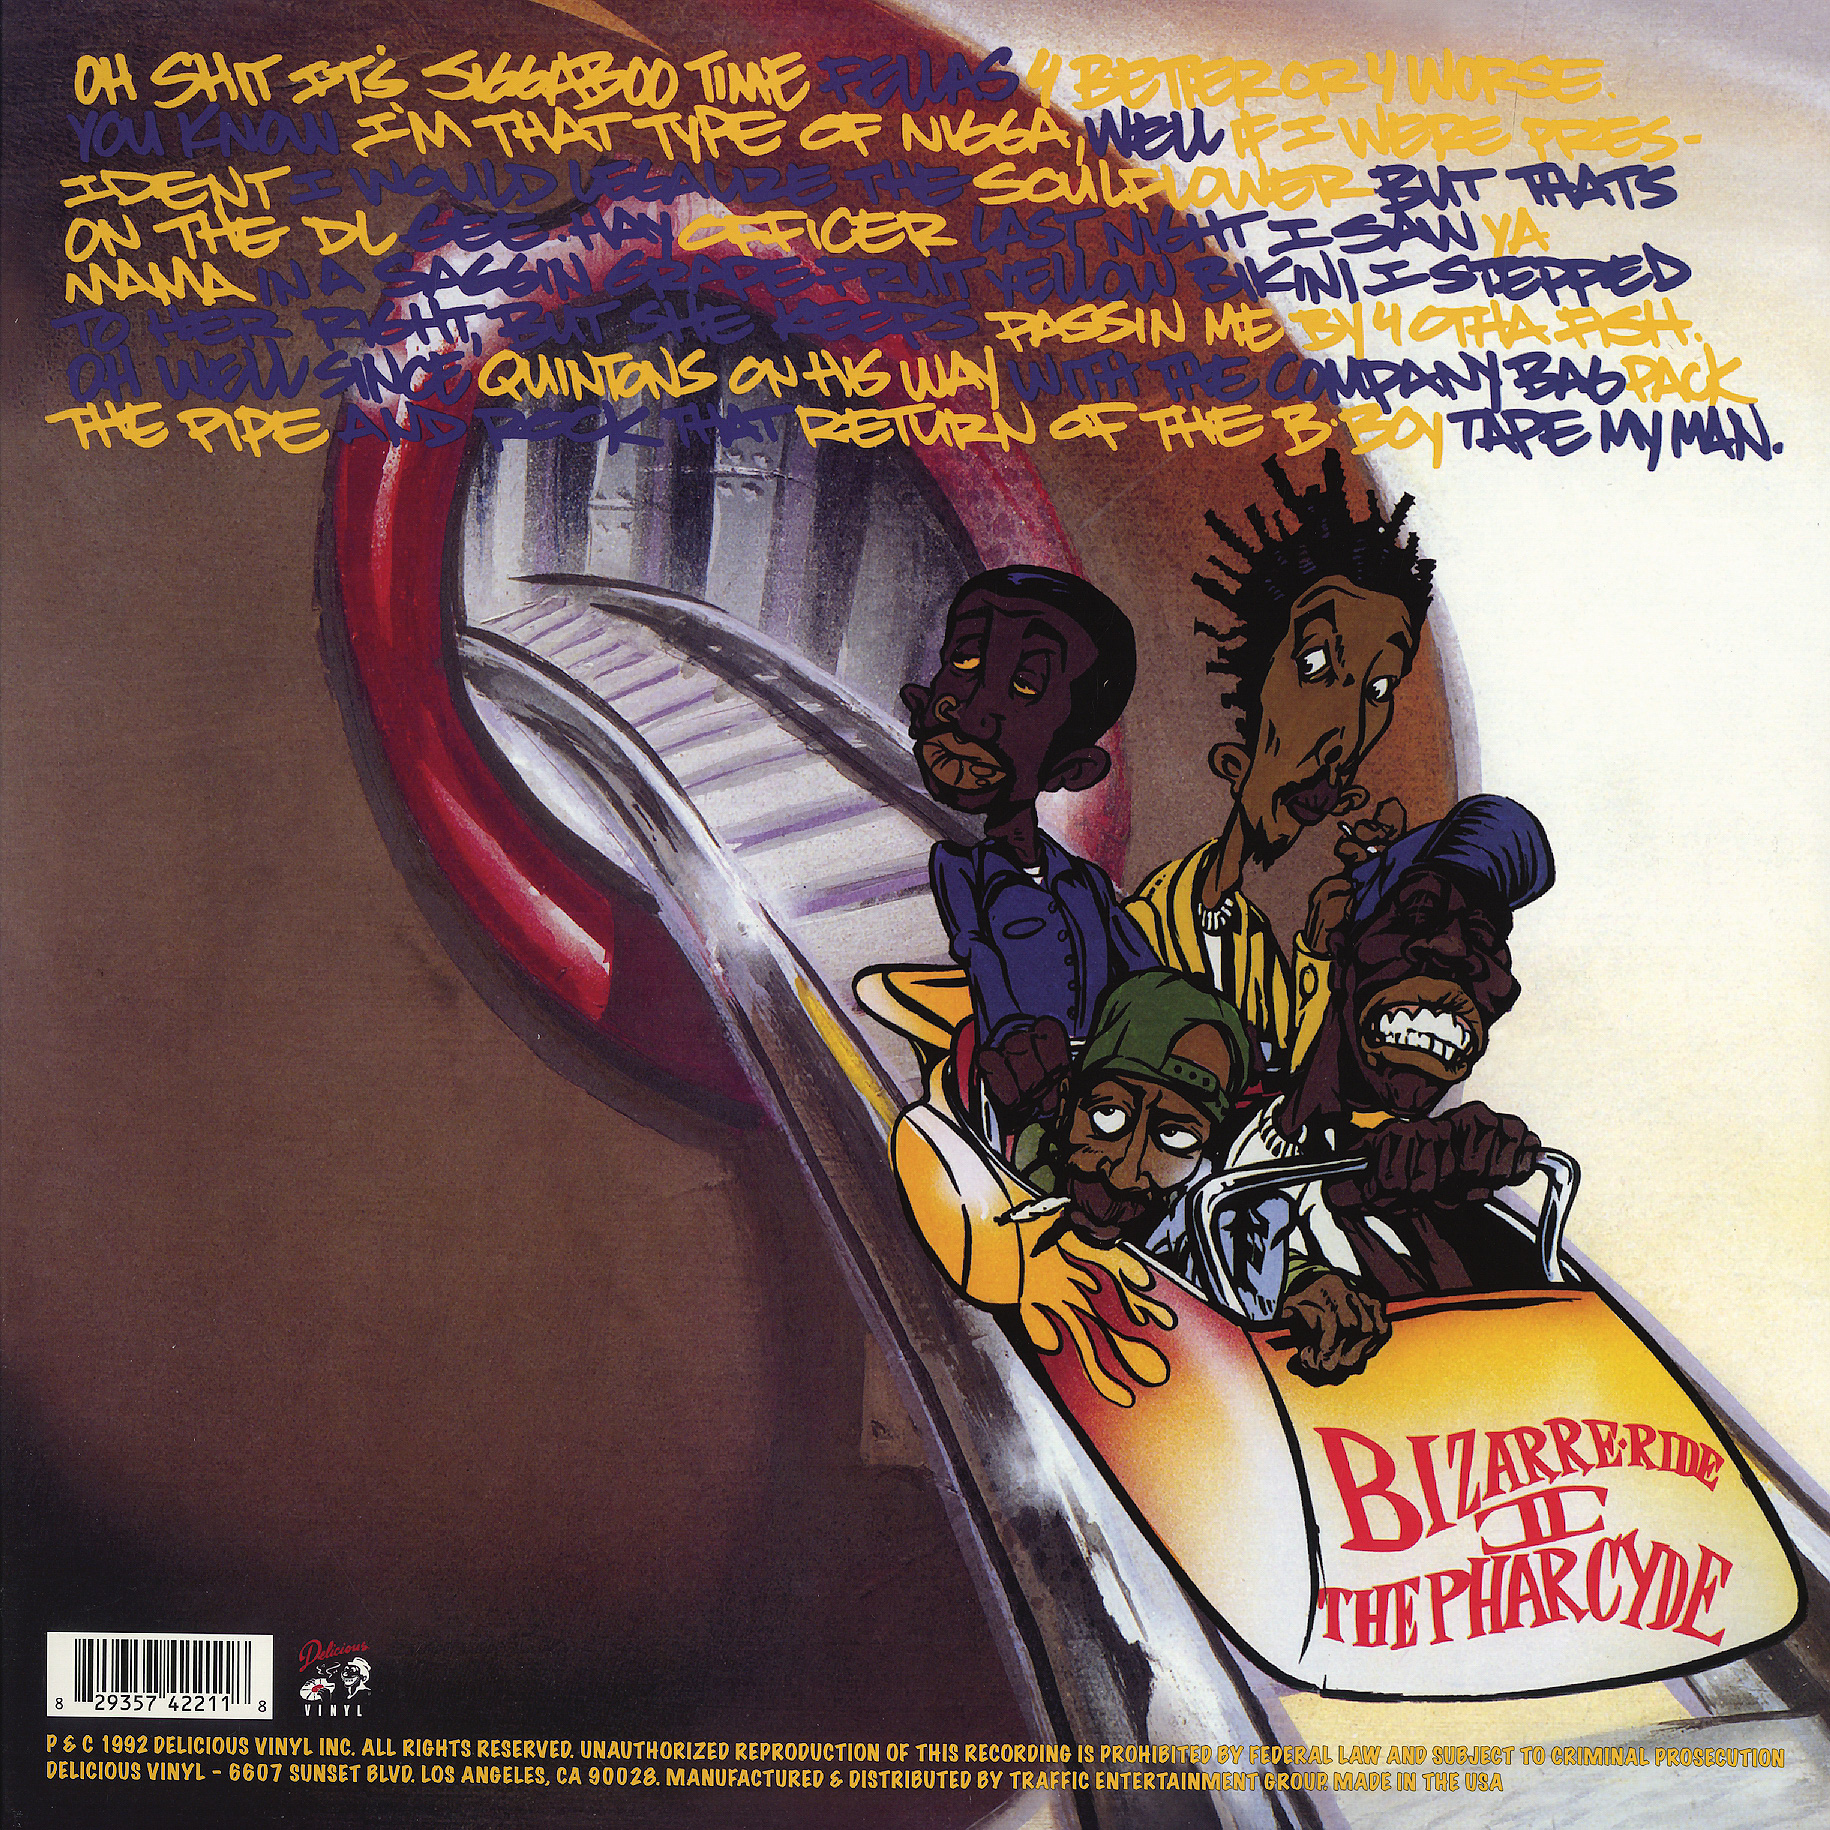 OH SHIT IT'S JIGGABOO TIME FELLAS 4 BETTER OR 4 WORSE.
YOU KNOW I'M THAT TYPE OF NIGGA, WELL IF I WERE PRES-
IDENT I WOULD LEGALIZE THE SOULFLOWER BUT THATS
ON THE DL SEE. HAY OFFICER LAST NIGHT I SAW YA
MAMA IN A SAGGIN GRAPEFRUIT YELLOW BIKINI I STEPPED
TO HER RIGHT, BUT SHE KEEPS PASSIN ME BY 4 OTHA FISH.
OH WELL SINCE QUINTONS ON HIS WAY WITH THE COMPANY BAG PACK
THE PIPE AND ROCK THAT RETURN OF THE B·BOY TAPE MY MAN.
BIZARRE·RIDE
II
THE PHARCYDE
8 29357 42211 8
Delicious
VINYL
P & C 1992 DELICIOUS VINYL INC. ALL RIGHTS RESERVED. UNAUTHORIZED REPRODUCTION OF THIS RECORDING IS PROHIBITED BY FEDERAL LAW AND SUBJECT TO CRIMINAL PROSECUTION
DELICIOUS VINYL - 6607 SUNSET BLVD. LOS ANGELES, CA 90028. MANUFACTURED & DISTRIBUTED BY TRAFFIC ENTERTAINMENT GROUP. MADE IN THE USA